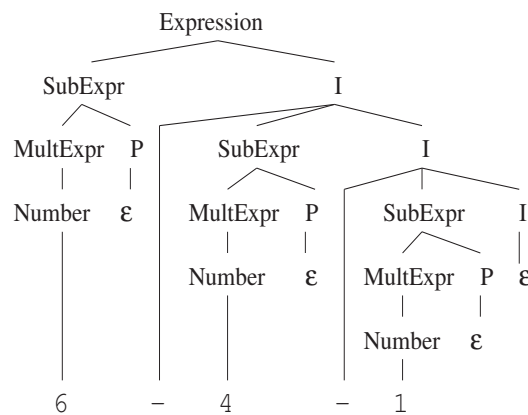 Expression
SubExpr I
MultExpr P SubExpr I
Number ε MultExpr P SubExpr I
Number ε MultExpr P ε
Number ε
6 - 4 - 1